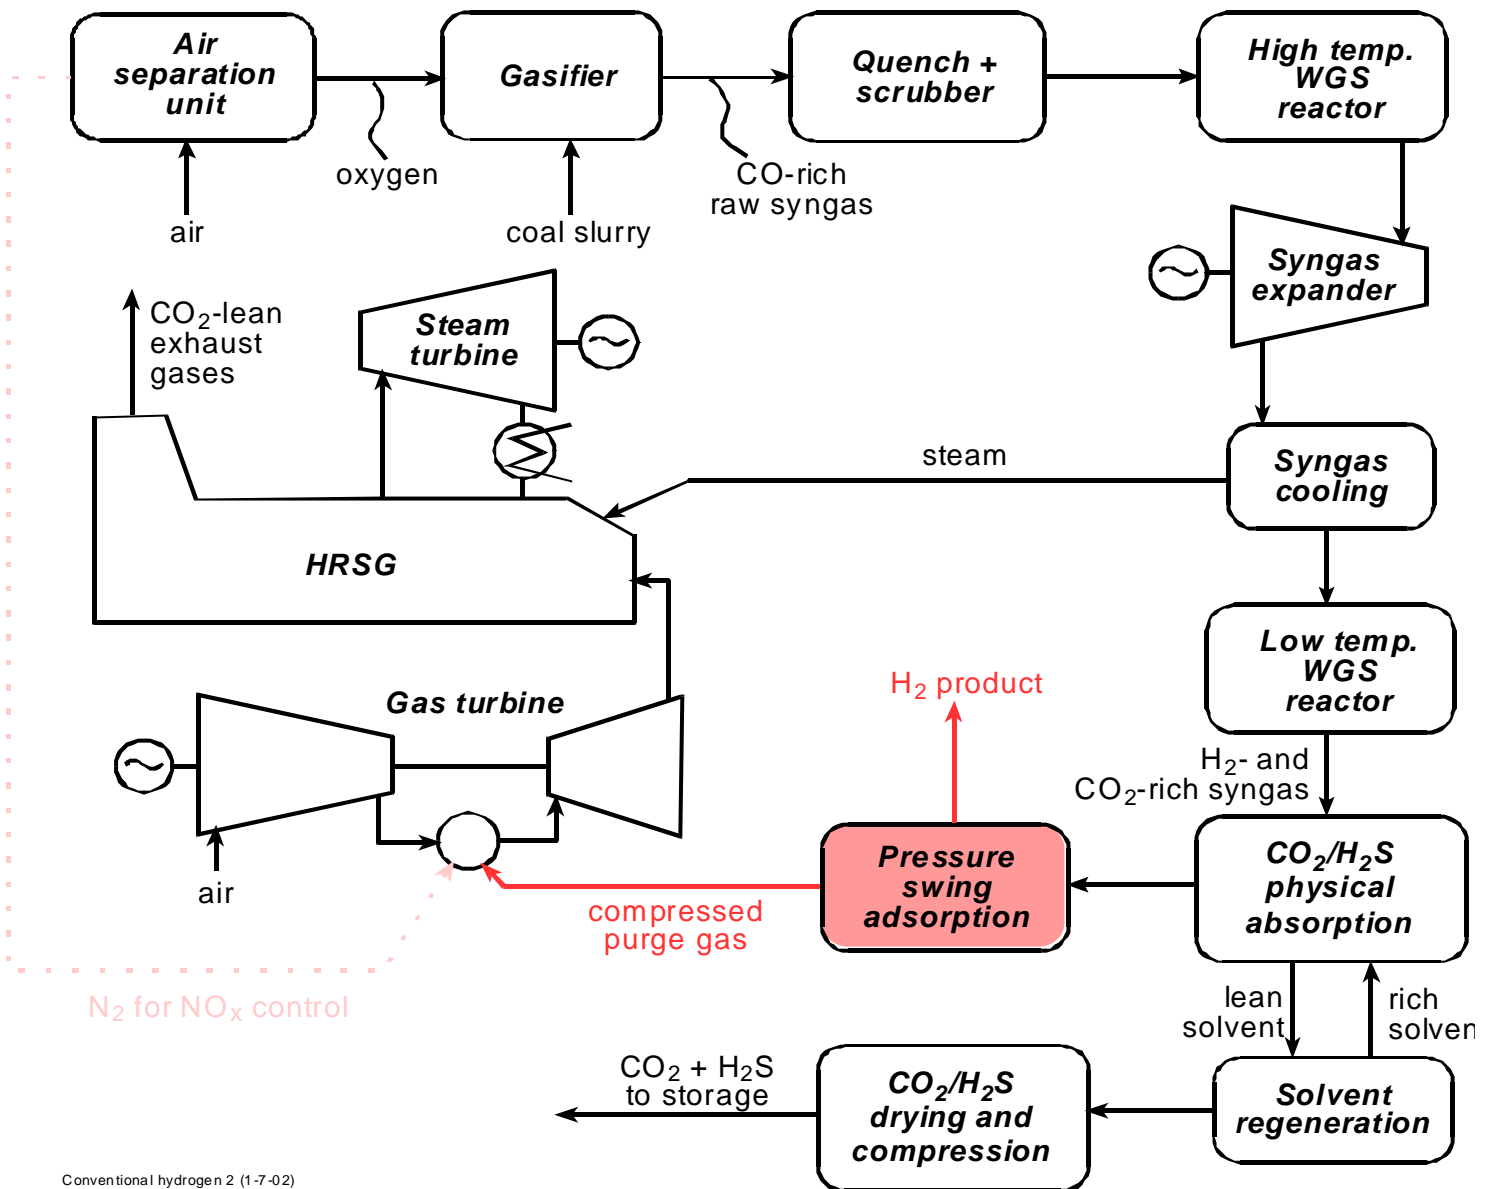 Air
separation
unit
Gasifier
Quench +
scrubber
High temp.
WGS
reactor
oxygen
CO-rich
raw syngas
air
coal slurry
Syngas
expander
CO2-lean
exhaust
gases
Steam
turbine
steam
Syngas
cooling
HRSG
Low temp.
WGS
reactor
H2 product
Gas turbine
H2- and
CO2-rich syngas
Pressure
swing
adsorption
CO2/H2S
physical
absorption
air
compressed
purge gas
N2 for NOx control
lean
solvent
rich
solven
CO2 + H2S
to storage
CO2/H2S
drying and
compression
Solvent
regeneration
Conventional hydrogen 2 (1-7-02)